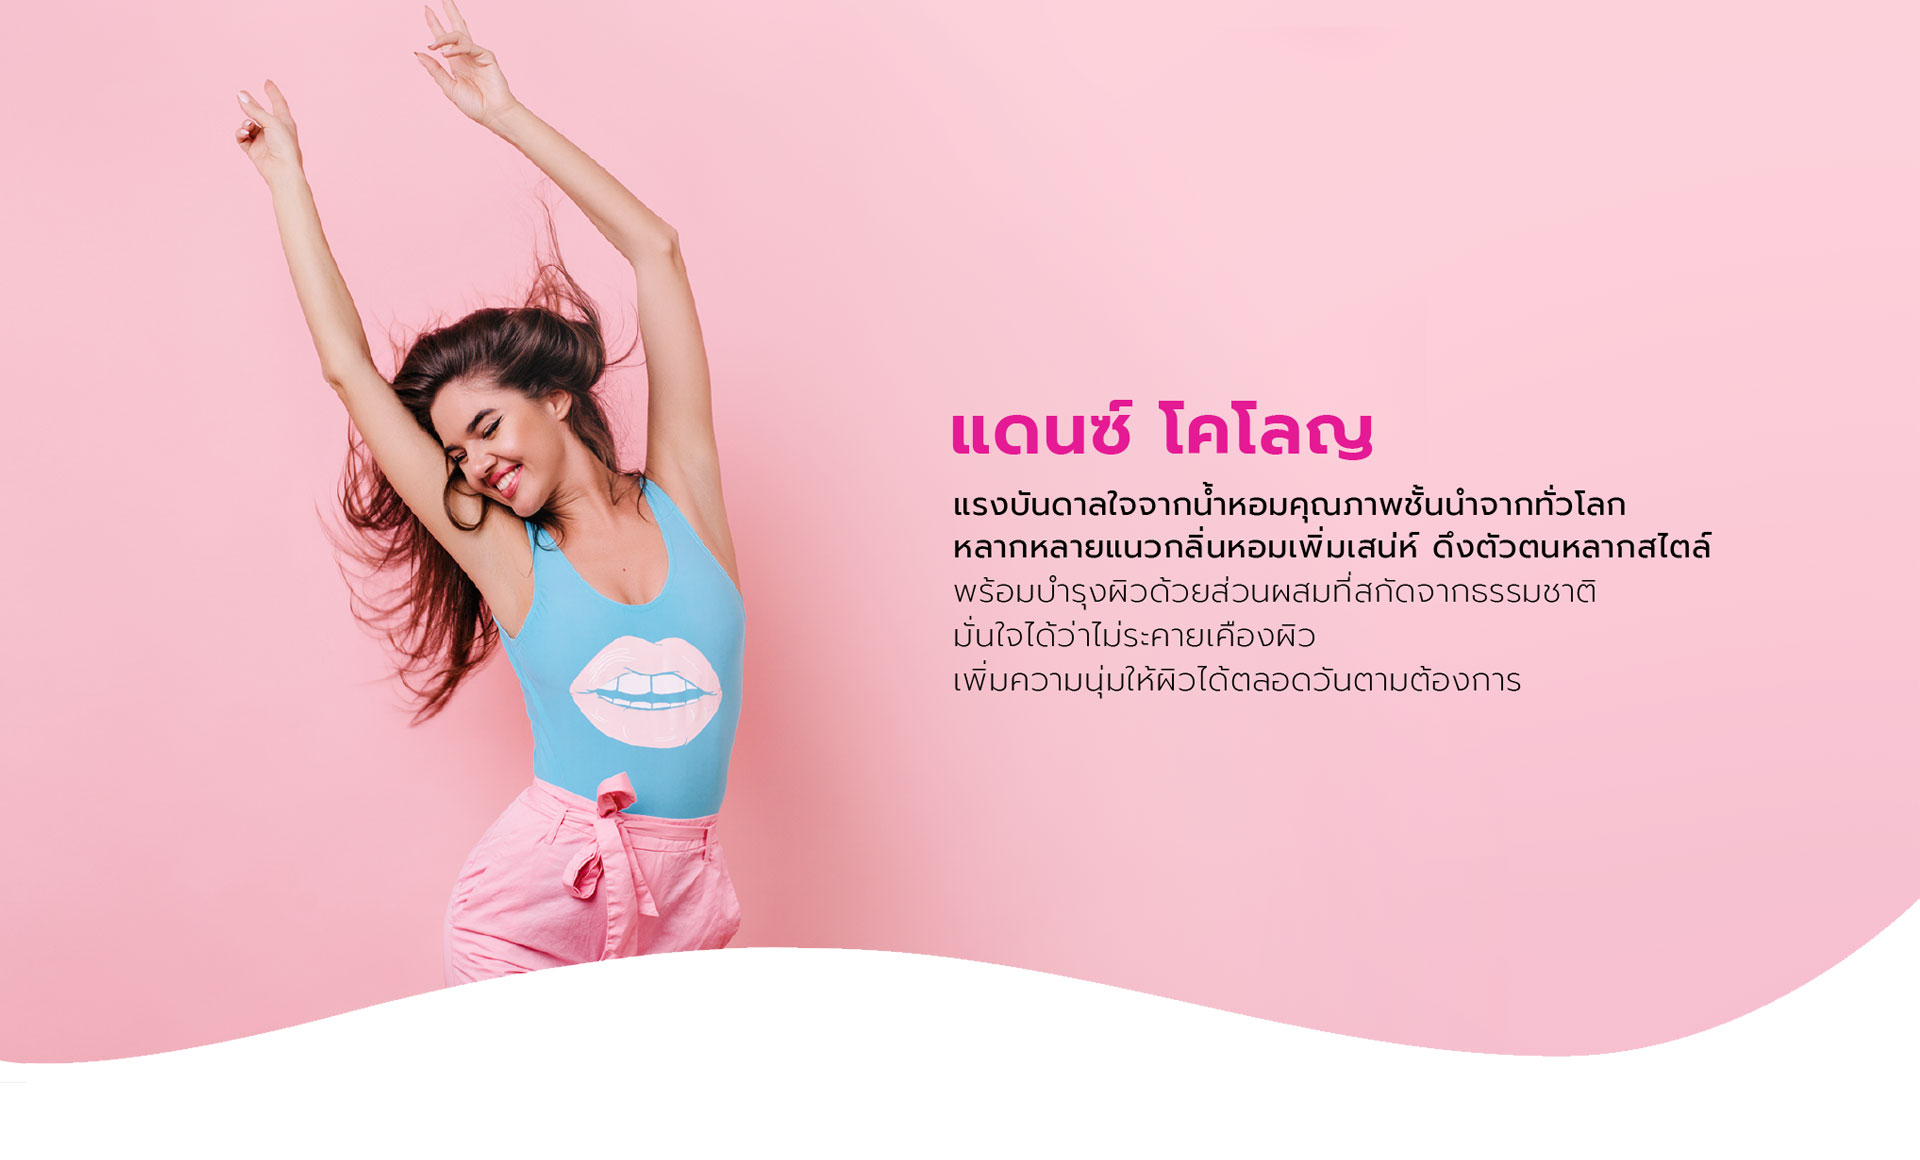 แดนซ์ โคโลญ
แรงบันดาลใจจากน้ำหอมคุณภาพชั้นนำจากทั่วโลก
หลากหลายแนวกลิ่นหอมเพิ่มเสน่ห์ ดึงตัวตนหลากสไตล์
พร้อมบำรุงผิวด้วยส่วนผสมที่สกัดจากธรรมชาติ
มั่นใจได้ว่าไม่ระคายเคืองผิว
เพิ่มความนุ่มให้ผิวได้ตลอดวันตามต้องการ